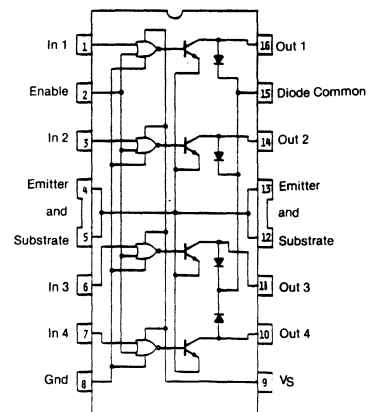 In 1 1 16 Out 1
Enable 2 15 Diode Common
In 2 3 14 Out 2
Emitter 4 13 Emitter
and and
Substrate 5 12 Substrate
In 3 6 11 Out 3
In 4 7 10 Out 4
Gnd 8 9 VS